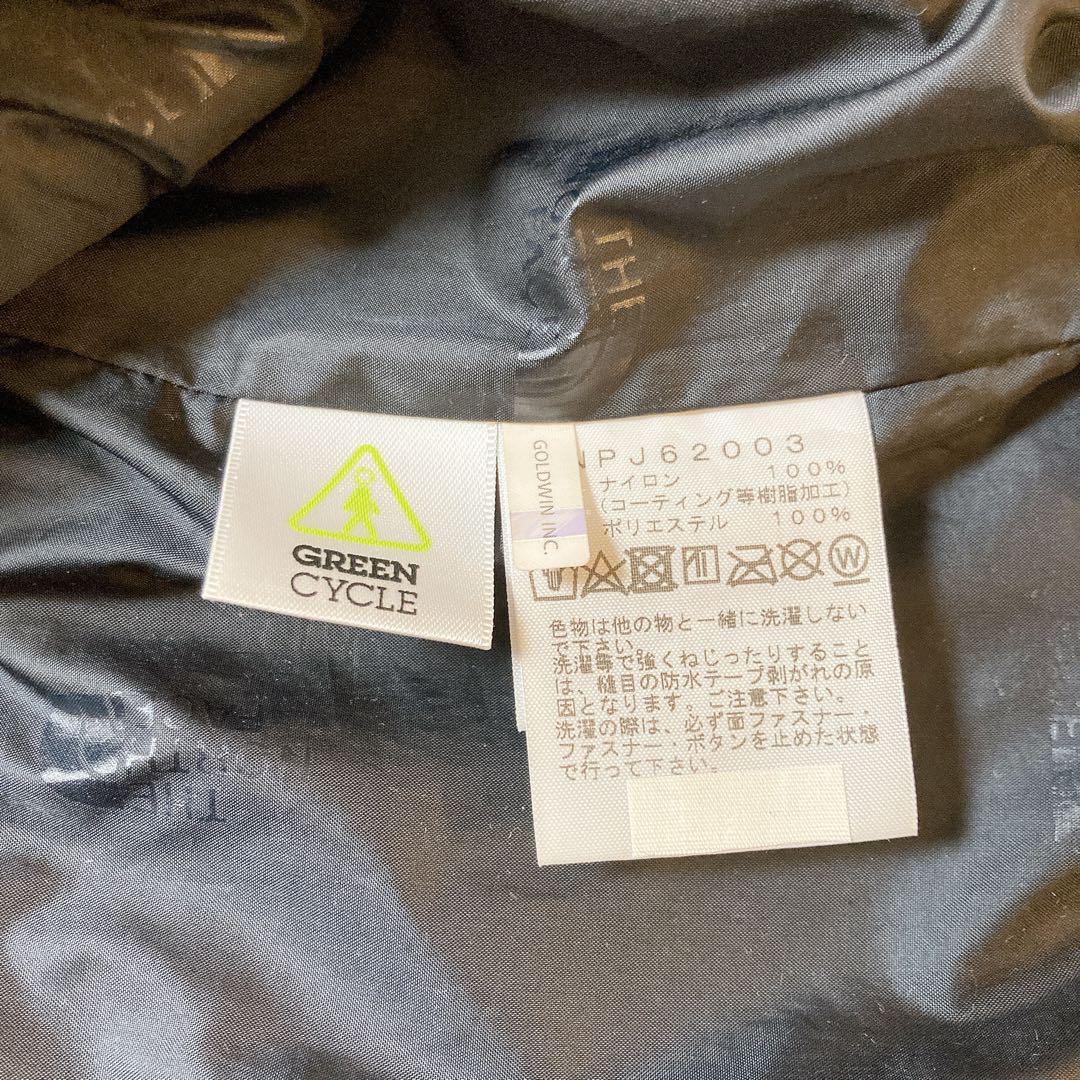 THE
GREEN
CYCLE
GOLDWIN INC.
NPJ62003
ナイロン 100%
(コーティング等樹脂加工)
ポリエステル 100%
W
色物は他の物と一緒に洗濯しない
で下さい。
洗濯等で強くねじったりすること
は、縫目の防水テープ剥がれの原
因となります。ご注意下さい。
洗濯の際は、必ず面ファスナー・
ファスナー・ボタンを止めた状態
で行って下さい。